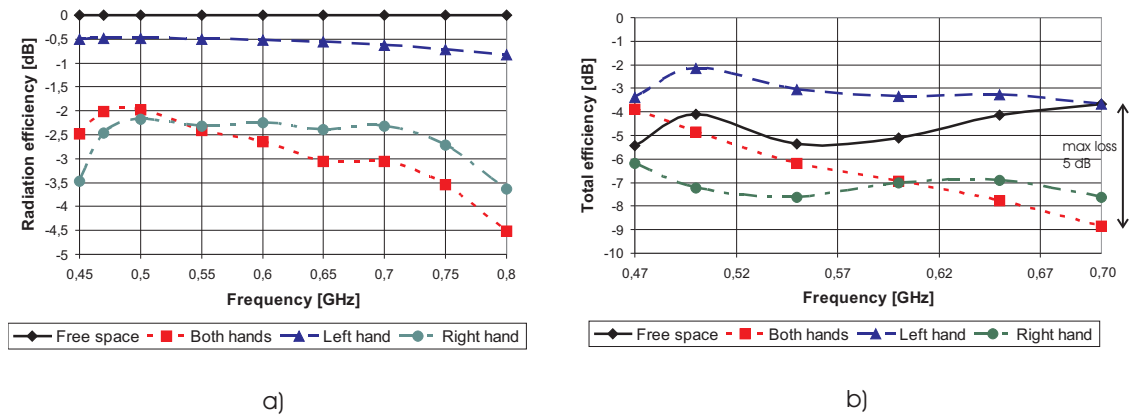 Radiation efficiency [dB]
0
-0,5
-1
-1,5
-2
-2,5
-3
-3,5
-4
-4,5
-5
0,45 0,5 0,55 0,6 0,65 0,7 0,75 0,8
Frequency [GHz]
Free space Both hands Left hand Right hand
a)
Total efficiency [dB]
0
-1
-2
-3
-4
-5
-6
-7
-8
-9
-10
max loss
5 dB
0,47 0,52 0,57 0,62 0,67 0,70
Frequency [GHz]
Free space Both hands Left hand Right hand
b)